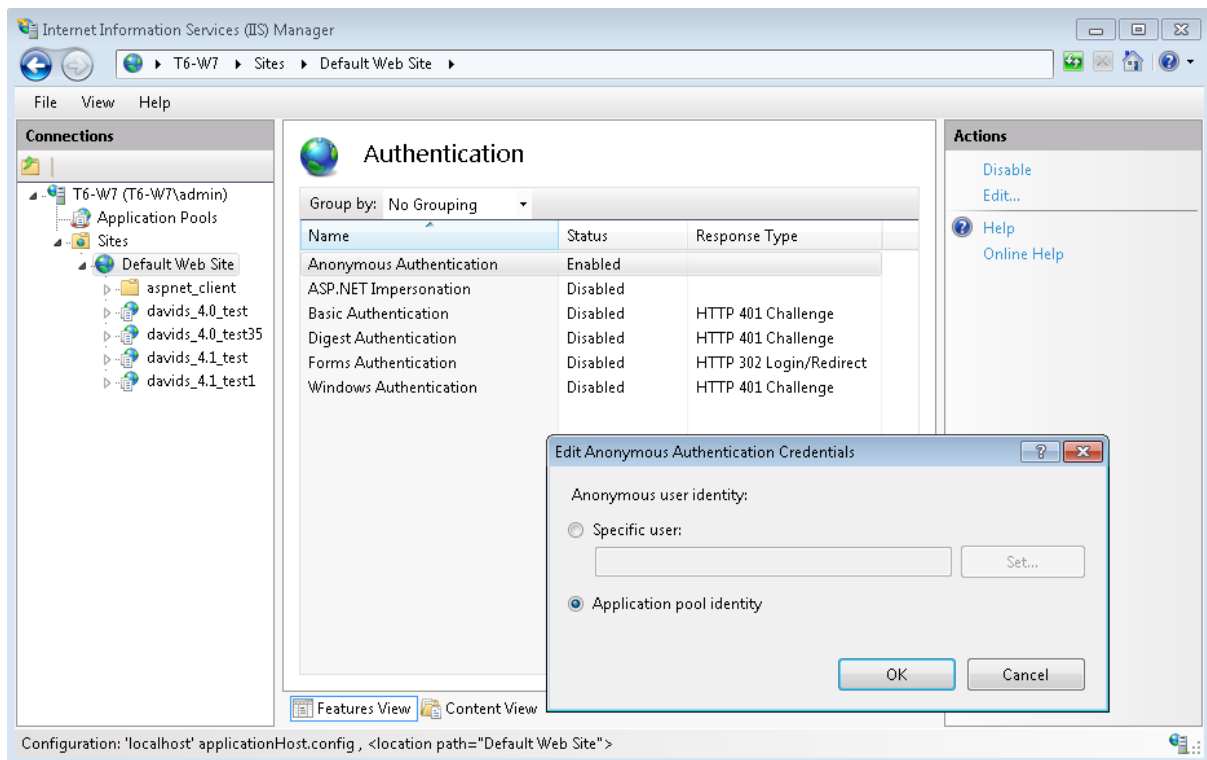 Internet Information Services (IIS) Manager
T6-W7 Sites Default Web Site
File View Help
Connections
T6-W7 (T6-W7\admin)
Application Pools
Sites
Default Web Site
aspnet_client
davids_4.0_test
davids_4.0_test35
davids_4.1_test
davids_4.1_test1
Authentication
Group by: No Grouping
Name Status Response Type
Anonymous Authentication Enabled
ASP.NET Impersonation Disabled
Basic Authentication Disabled HTTP 401 Challenge
Digest Authentication Disabled HTTP 401 Challenge
Forms Authentication Disabled HTTP 302 Login/Redirect
Windows Authentication Disabled HTTP 401 Challenge
Features View Content View
Actions
Disable
Edit...
Help
Online Help
Edit Anonymous Authentication Credentials
Anonymous user identity:
Specific user:
Set...
Application pool identity
OK Cancel
Configuration: 'localhost' applicationHost.config , <location path="Default Web Site">